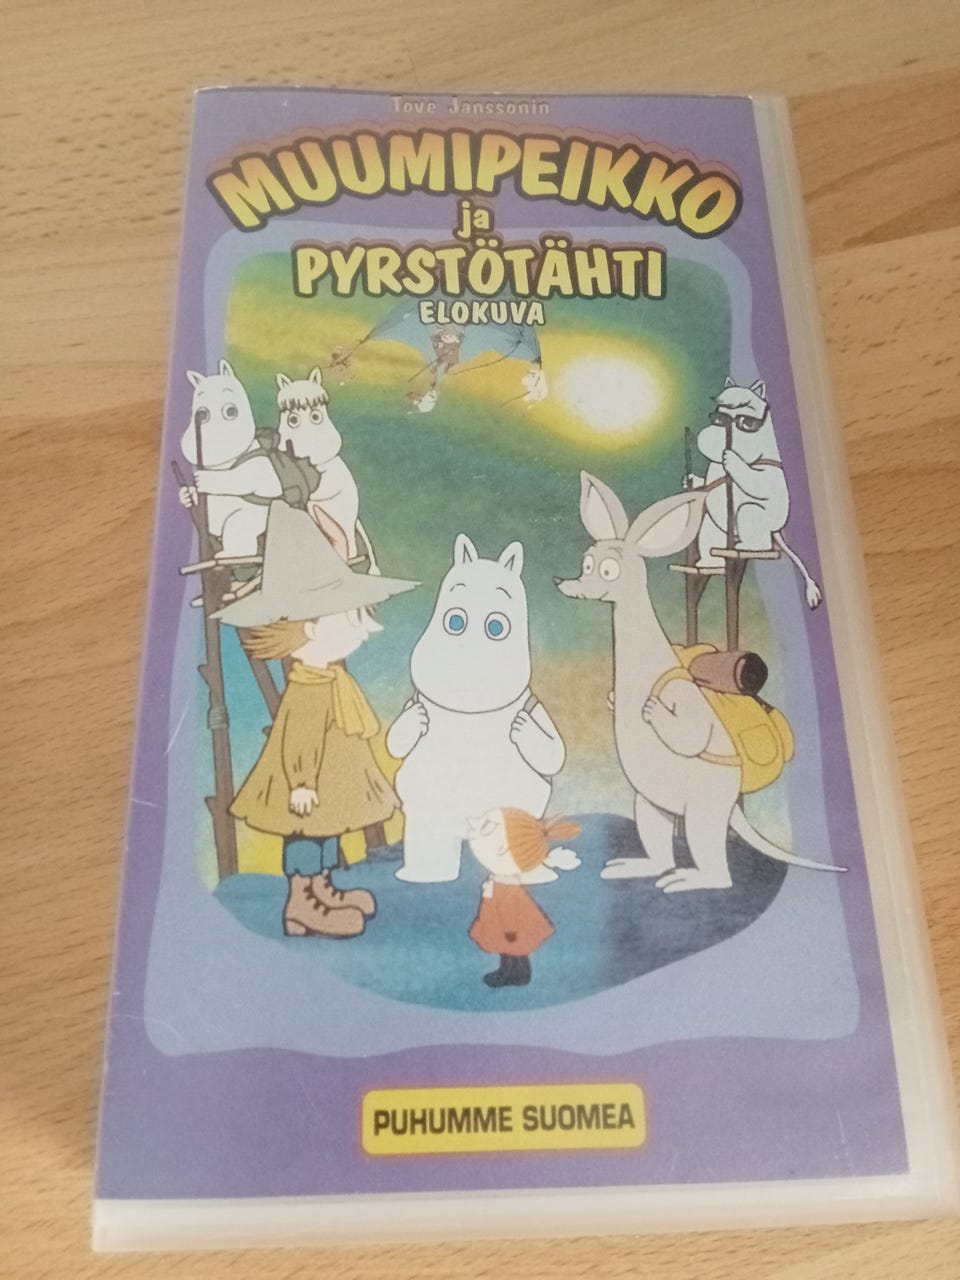 Tove Janssonin
MUUMIPEIKKO
ja
PYRSTÖTÄHTI
ELOKUVA
PUHUMME SUOMEA